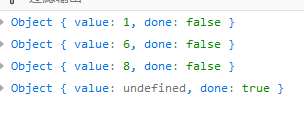 Object { value: 1, done: false }
Object { value: 6, done: false }
Object { value: 8, done: false }
Object { value: undefined, done: true }